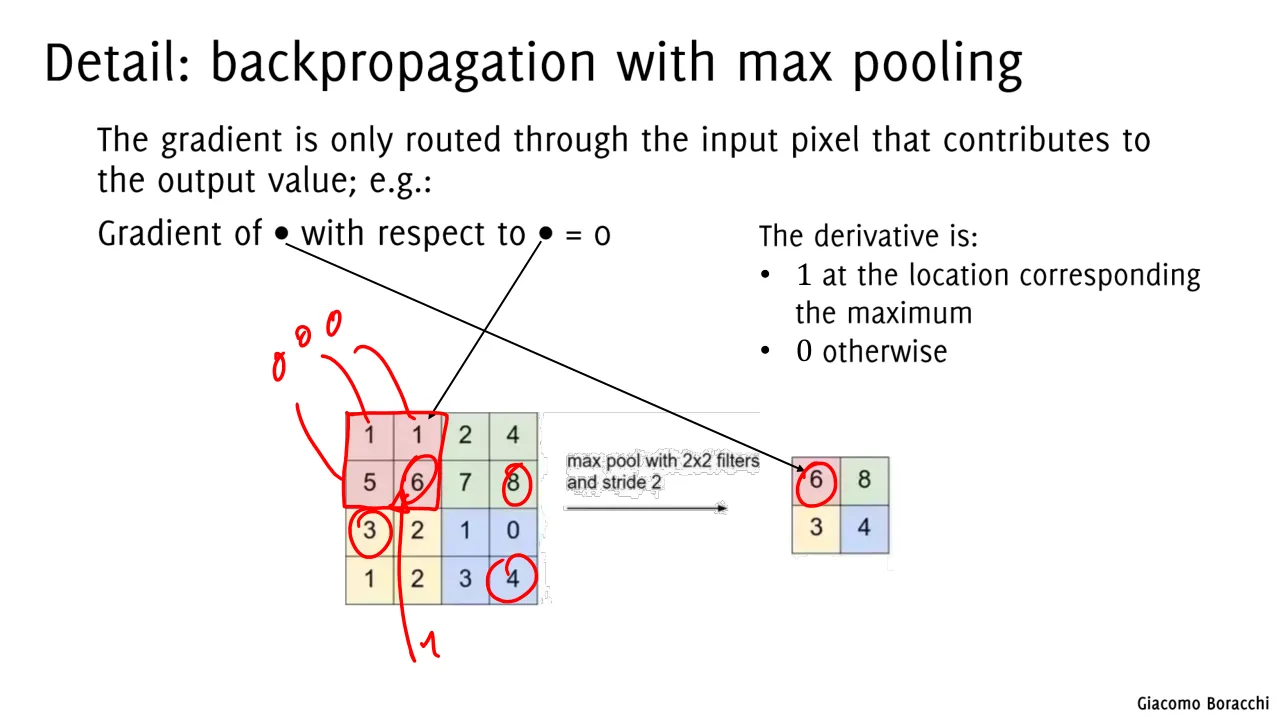 Detail: backpropagation with max pooling
The gradient is only routed through the input pixel that contributes to
the output value; e.g.:
Gradient of • with respect to • = 0
The derivative is:
• 1 at the location corresponding
the maximum
• 0 otherwise
0 0 0
1 1 2 4
5 6 7 8
3 2 1 0
1 2 3 4
1
max pool with 2x2 filters
and stride 2
6 8
3 4
Giacomo Boracchi